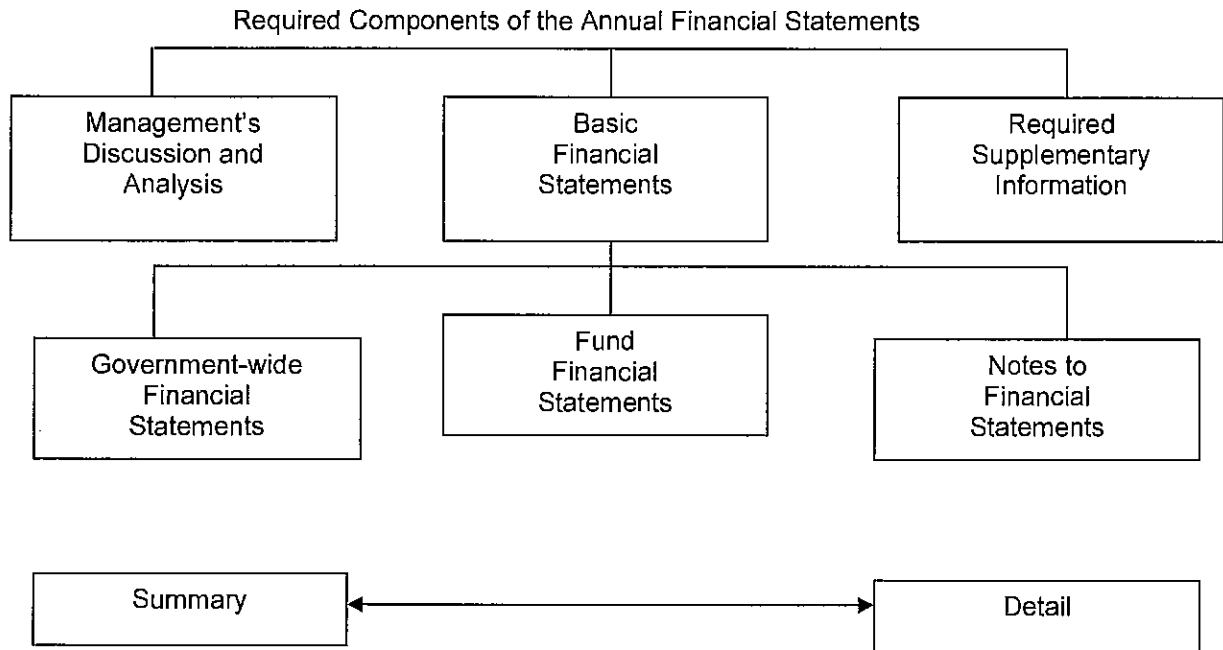 Required Components of the Annual Financial Statements
Management's
Discussion and
Analysis
Basic
Financial
Statements
Required
Supplementary
Information
Government-wide
Financial
Statements
Fund
Financial
Statements
Notes to
Financial
Statements
Summary
Detail